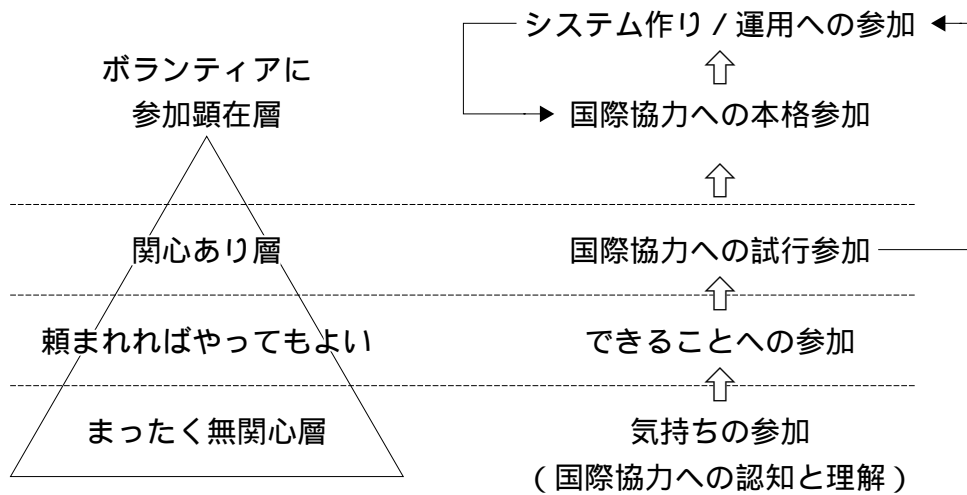 システム作り / 運用への参加
ボランティアに
参加顕在層
国際協力への本格参加
関心あり層
国際協力への試行参加
頼まれればやってもよい
できることへの参加
まったく無関心層
気持ちの参加
(国際協力への認知と理解)